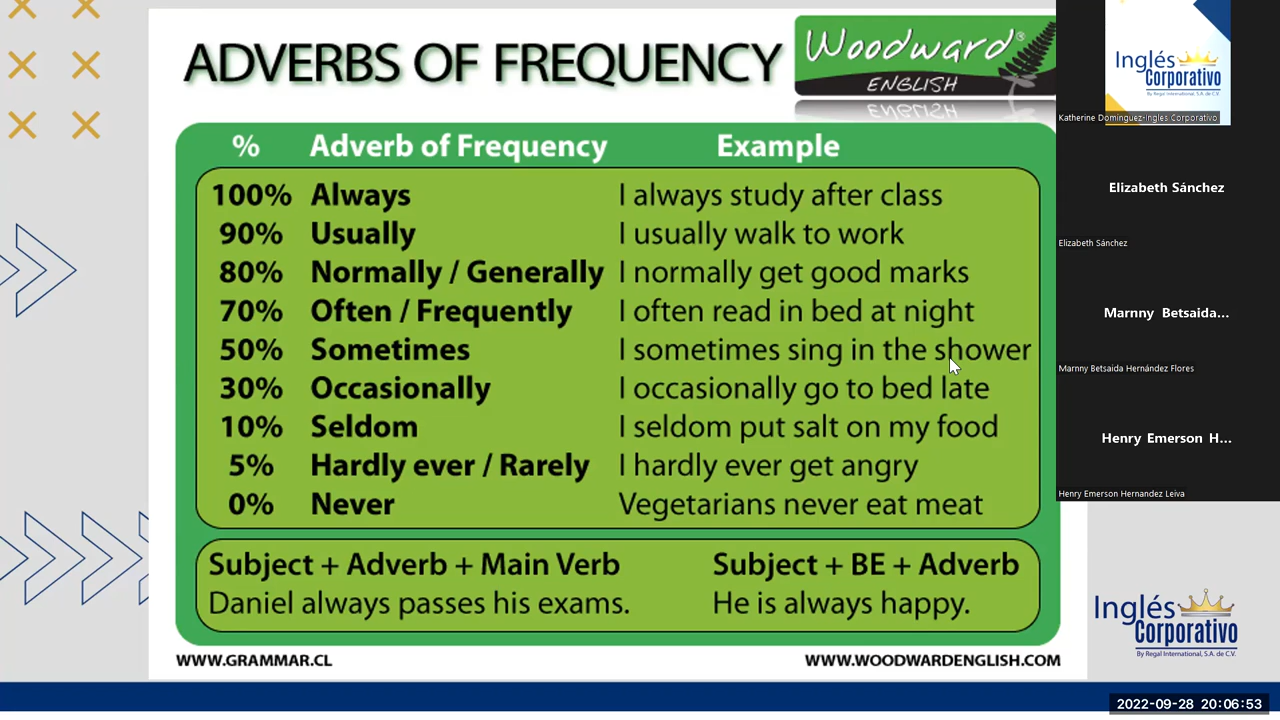 ADVERBS OF FREQUENCY
Woodward®
ENGLISH
% Adverb of Frequency Example
100% Always I always study after class
90% Usually I usually walk to work
80% Normally / Generally I normally get good marks
70% Often / Frequently I often read in bed at night
50% Sometimes I sometimes sing in the shower
30% Occasionally I occasionally go to bed late
10% Seldom I seldom put salt on my food
5% Hardly ever / Rarely I hardly ever get angry
0% Never Vegetarians never eat meat
Subject + Adverb + Main Verb Subject + BE + Adverb
Daniel always passes his exams. He is always happy.
WWW.GRAMMAR.CL WWW.WOODWARDENGLISH.COM
Inglés
Corporativo
By Regal International, S.A. de C.V.
Katherine Dominguez-Ingles Corporativo
Elizabeth Sánchez
Elizabeth Sánchez
Marnny Betsaida...
Marnny Betsaida Hernández Flores
Henry Emerson H...
Henry Emerson Hernandez Leiva
Inglés
Corporativo
By Regal International, S.A. de C.V.
2022-09-28 20:06:53